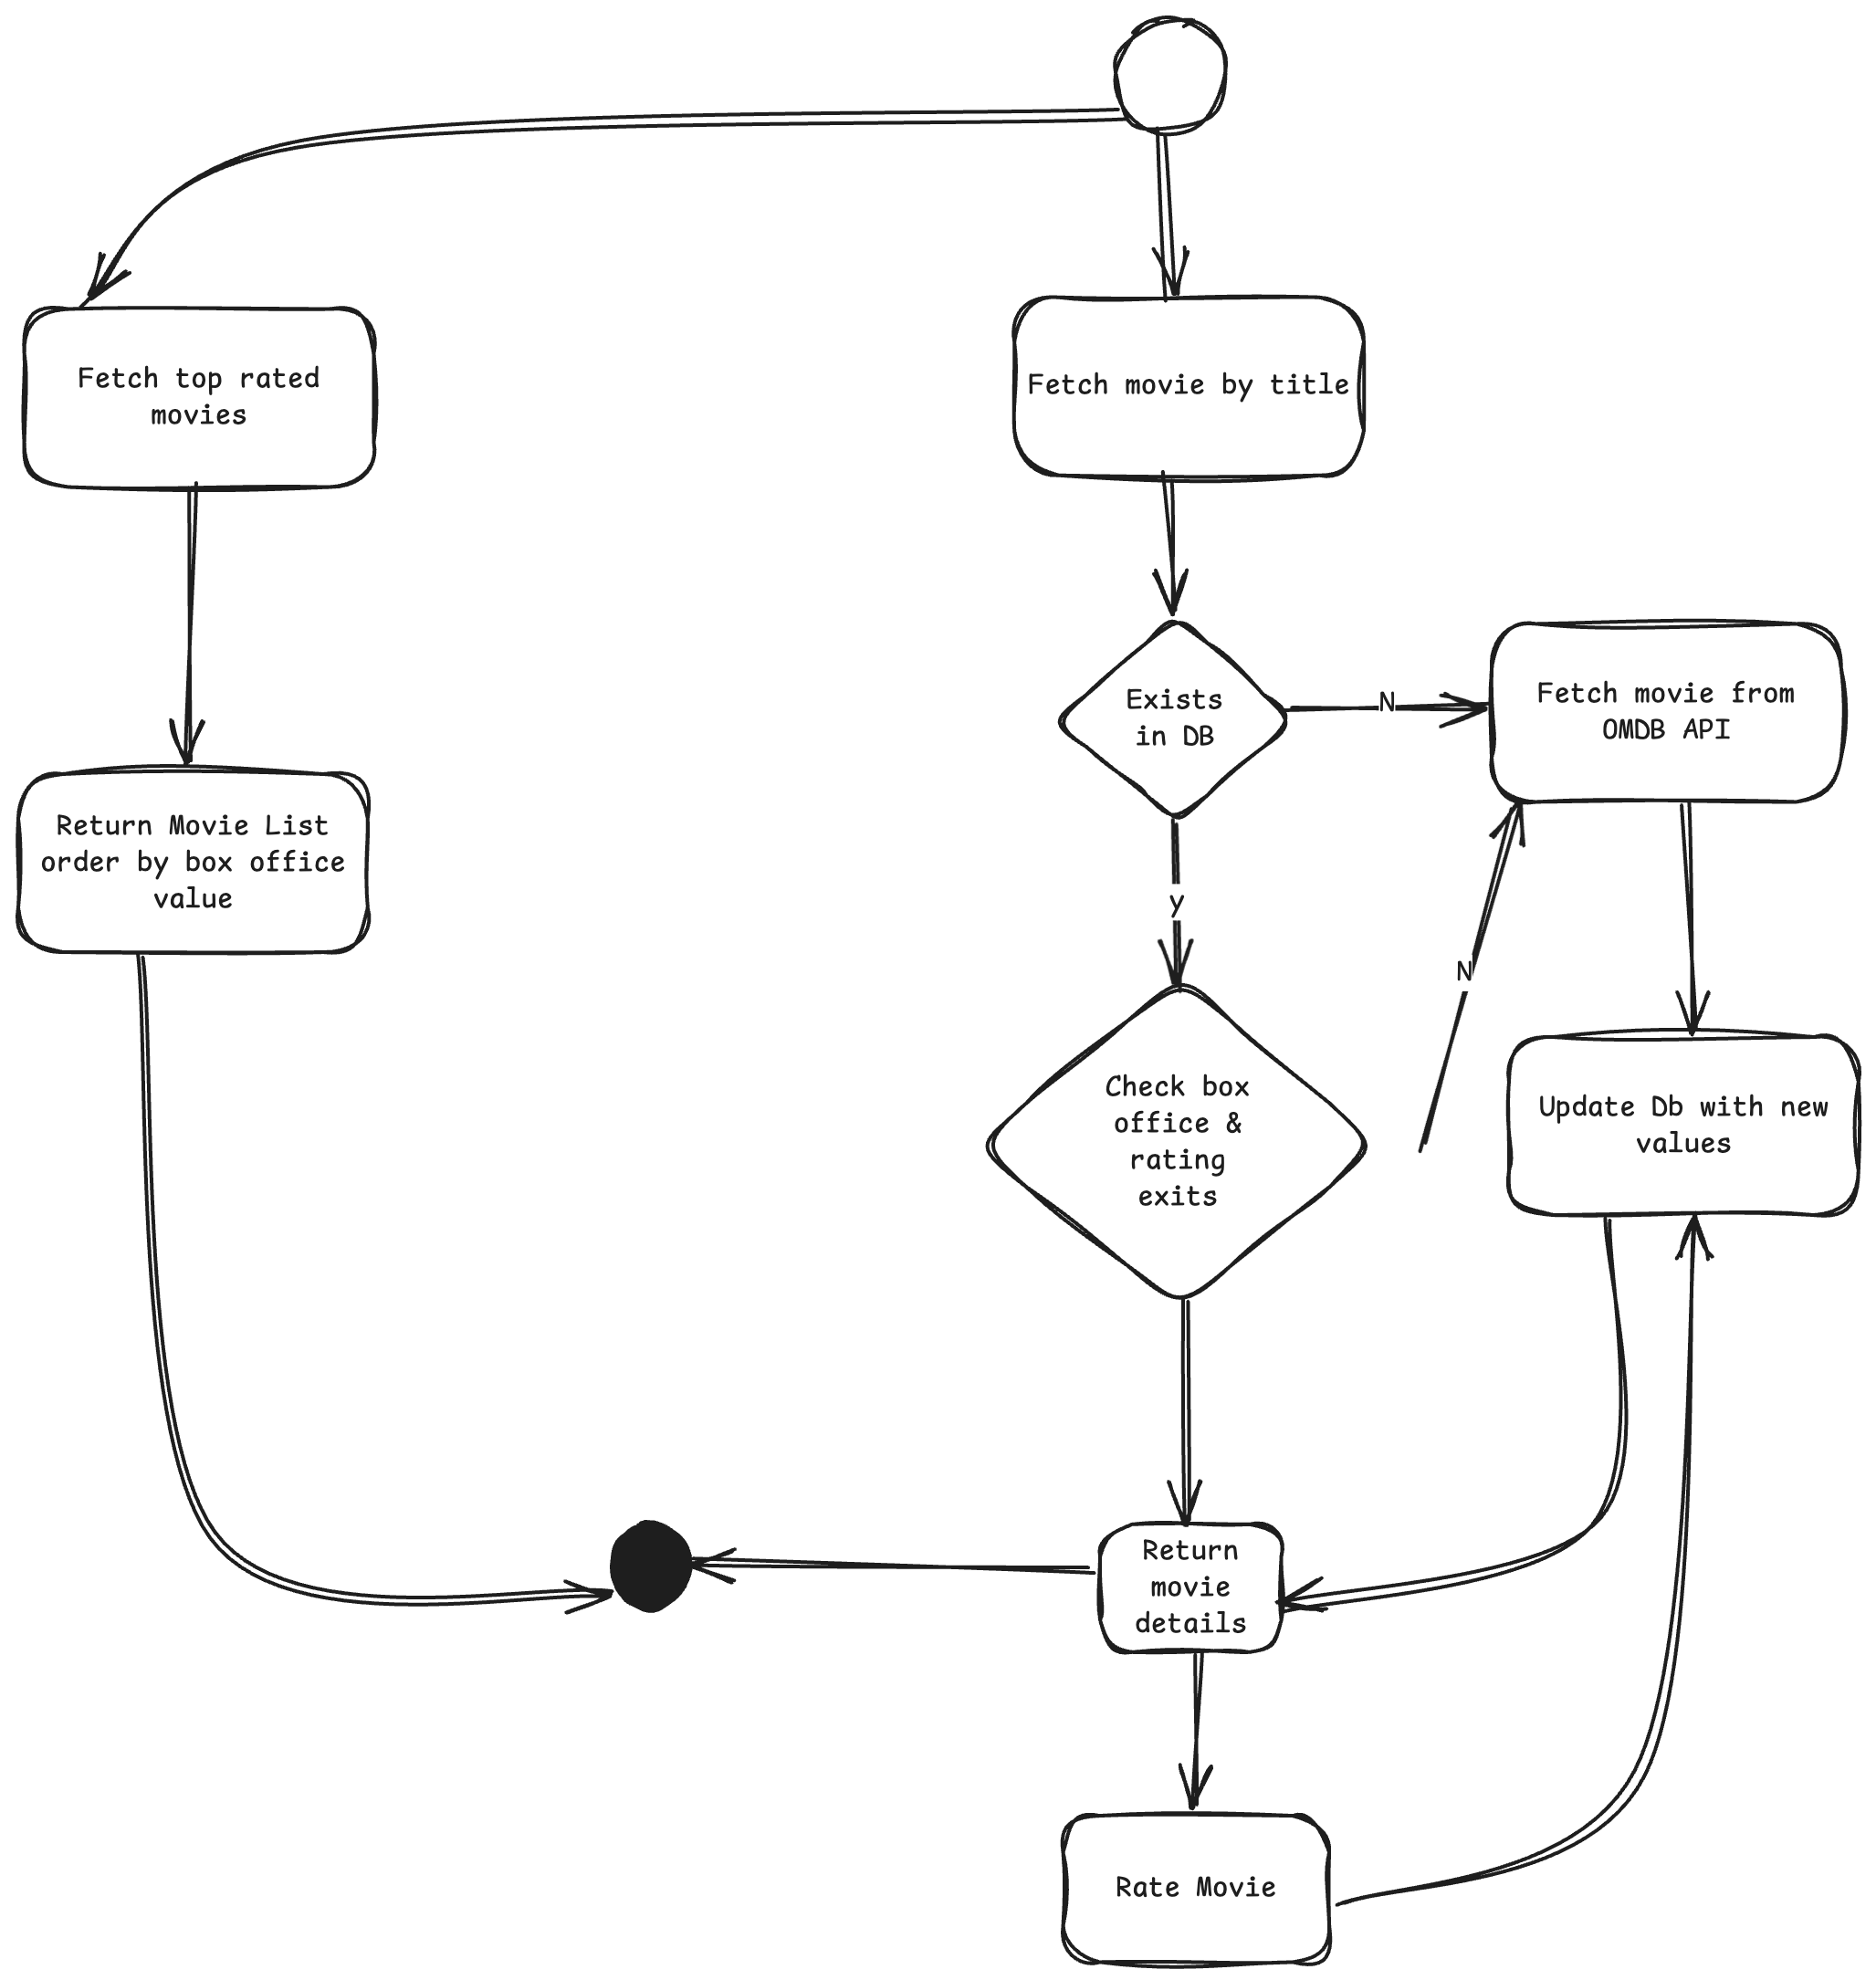 Fetch top rated
movies
Fetch movie by title
Exists
in DB
N
Fetch movie from
OMDB API
Return Movie List
order by box office
value
y
N
Check box
office &
rating
exits
Update Db with new
values
Return
movie
details
Rate Movie